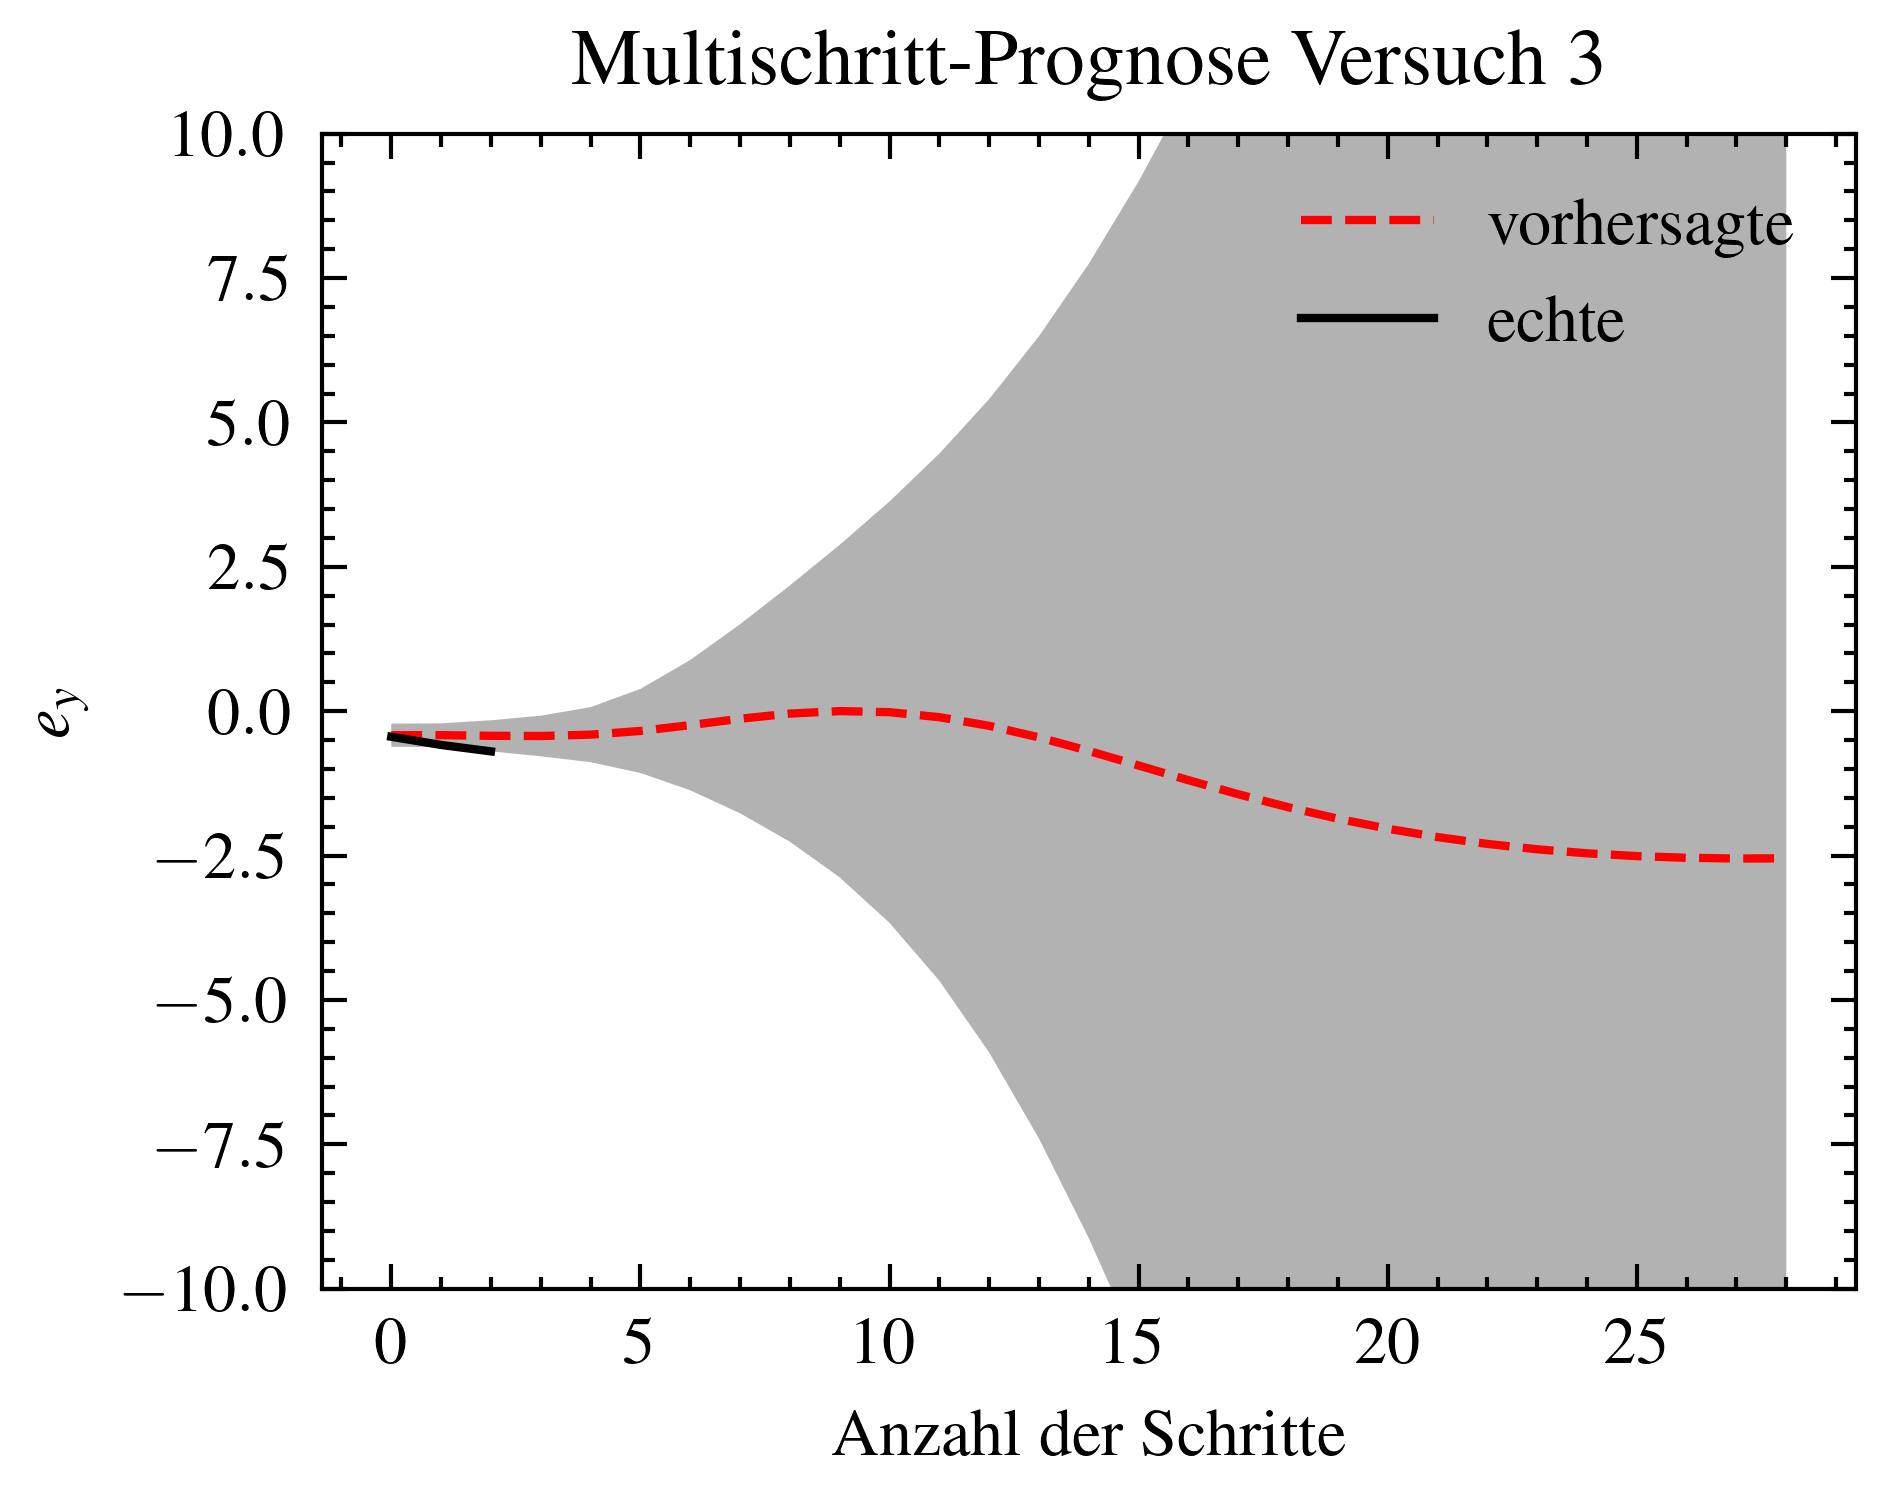 Multischritt-Prognose Versuch 3
10.0
7.5
5.0
2.5
0.0
−2.5
−5.0
−7.5
−10.0
e_y
vorhersagte
echte
0 5 10 15 20 25
Anzahl der Schritte